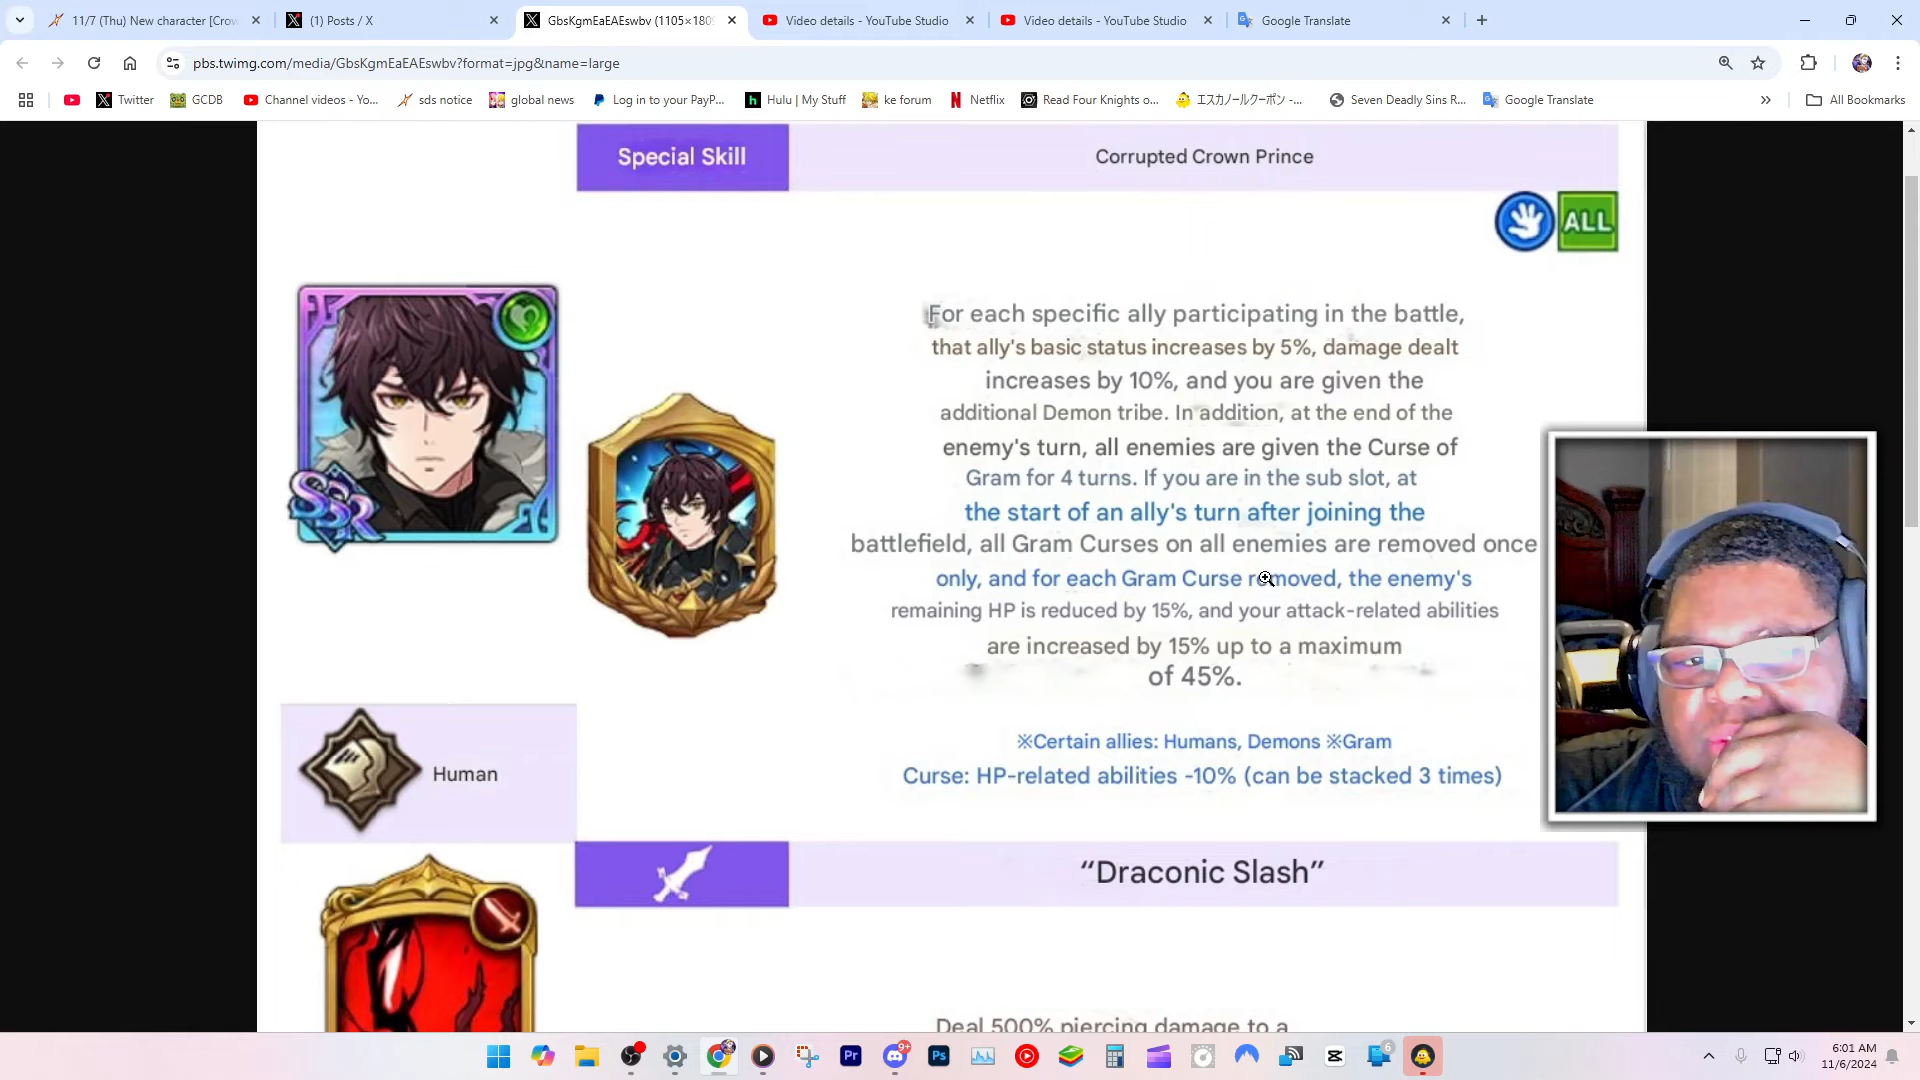 11/7 (Thu) New character [Crow
(1) Posts / X
GbsKgmEaEAEswbv (1105×1809
Video details - YouTube Studio
Video details - YouTube Studio
Google Translate
pbs.twimg.com/media/GbsKgmEaEAEswbv?format=jpg&name=large
Twitter
GCDB
Channel videos - Yo...
sds notice
global news
Log in to your PayP...
Hulu | My Stuff
ke forum
Netflix
Read Four Knights o...
エスカノールクーポン -...
Seven Deadly Sins R...
Google Translate
All Bookmarks
Special Skill
Corrupted Crown Prince
ALL
For each specific ally participating in the battle,
that ally's basic status increases by 5%, damage dealt
increases by 10%, and you are given the
additional Demon tribe. In addition, at the end of the
enemy's turn, all enemies are given the Curse of
Gram for 4 turns. If you are in the sub slot, at
the start of an ally's turn after joining the
battlefield, all Gram Curses on all enemies are removed once
only, and for each Gram Curse removed, the enemy's
remaining HP is reduced by 15%, and your attack-related abilities
are increased by 15% up to a maximum
of 45%.
SSR
※Certain allies: Humans, Demons ※Gram
Curse: HP-related abilities -10% (can be stacked 3 times)
Human
“Draconic Slash”
Deal 500% piercing damage to a
Pr
9+
Ps
6
6:01 AM
11/6/2024